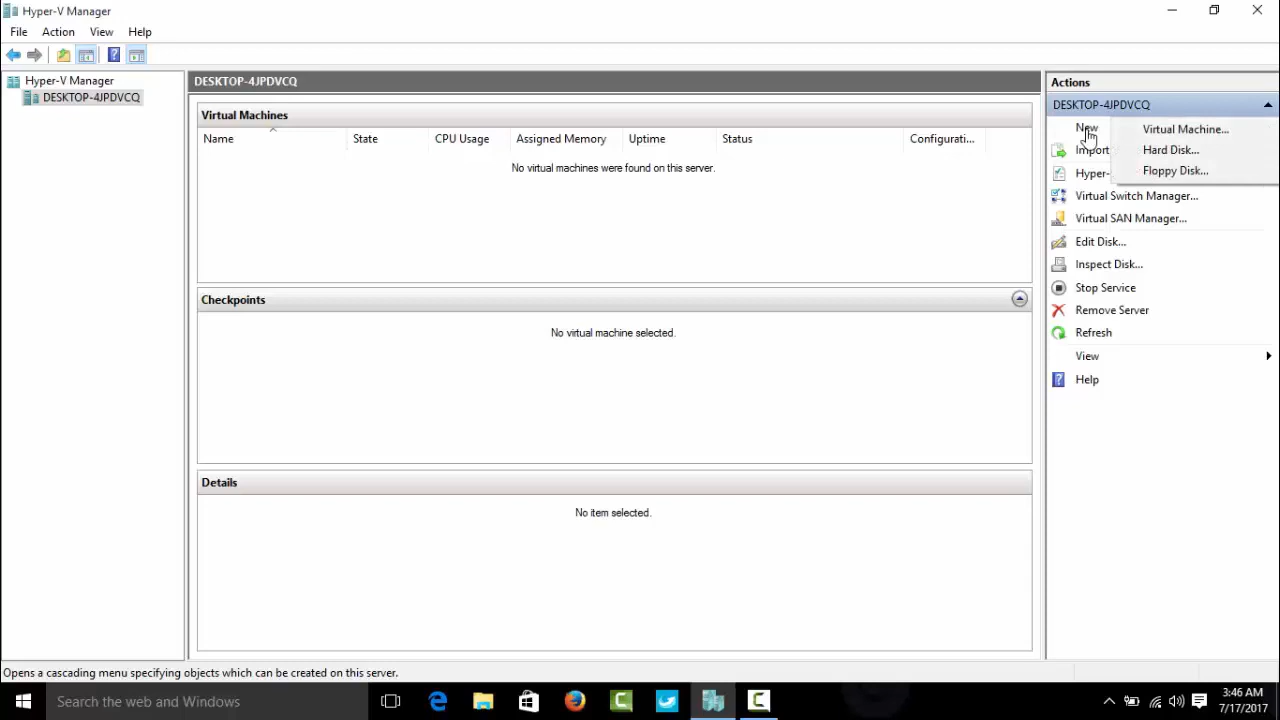 Hyper-V Manager
File Action View Help
Hyper-V Manager
DESKTOP-4JPDVCQ
DESKTOP-4JPDVCQ
Virtual Machines
Name State CPU Usage Assigned Memory Uptime Status Configurati...
No virtual machines were found on this server.
Checkpoints
No virtual machine selected.
Details
No item selected.
Actions
DESKTOP-4JPDVCQ
New
Virtual Machine...
Hard Disk...
Floppy Disk...
Import
Hyper-
Virtual Switch Manager...
Virtual SAN Manager...
Edit Disk...
Inspect Disk...
Stop Service
Remove Server
Refresh
View
Help
Opens a cascading menu specifying objects which can be created on this server.
Search the web and Windows
3:46 AM
7/17/2017